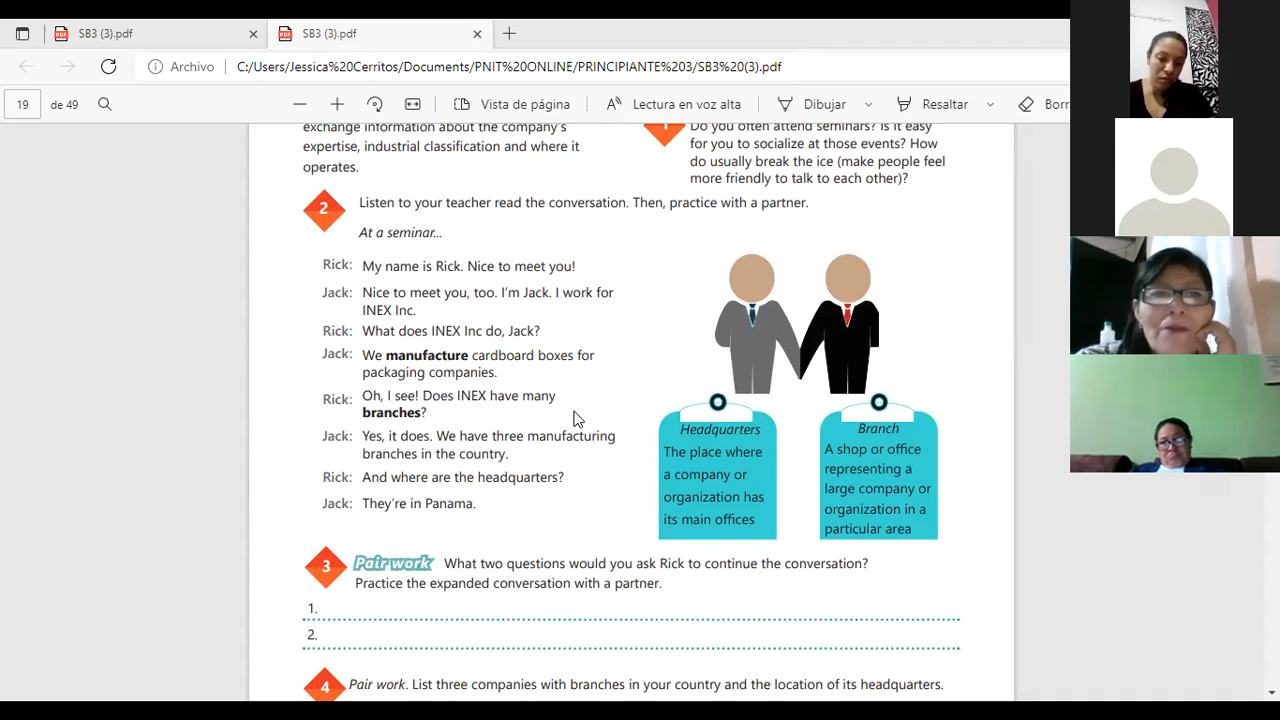 SB3 (3).pdf
SB3 (3).pdf
Archivo
C:/Users/Jessica%20Cerritos/Documents/PNIT%20ONLINE/PRINCIPIANTE%203/SB3%20(3).pdf
19
de 49
Vista de página
Lectura en voz alta
Dibujar
Resaltar
Borr
exchange information about the company's
expertise, industrial classification and where it
operates.
1
Do you often attend seminars? Is it easy
for you to socialize at those events? How
do usually break the ice (make people feel
more friendly to talk to each other)?
2
Listen to your teacher read the conversation. Then, practice with a partner.
At a seminar...
Rick: My name is Rick. Nice to meet you!
Jack: Nice to meet you, too. I'm Jack. I work for
INEX Inc.
Rick: What does INEX Inc do, Jack?
Jack: We manufacture cardboard boxes for
packaging companies.
Rick: Oh, I see! Does INEX have many
branches?
Jack: Yes, it does. We have three manufacturing
branches in the country.
Rick: And where are the headquarters?
Jack: They're in Panama.
Headquarters
The place where
a company or
organization has
its main offices
Branch
A shop or office
representing a
large company or
organization in a
particular area
3
Pair work What two questions would you ask Rick to continue the conversation?
Practice the expanded conversation with a partner.
1.
2.
4
Pair work. List three companies with branches in your country and the location of its headquarters.